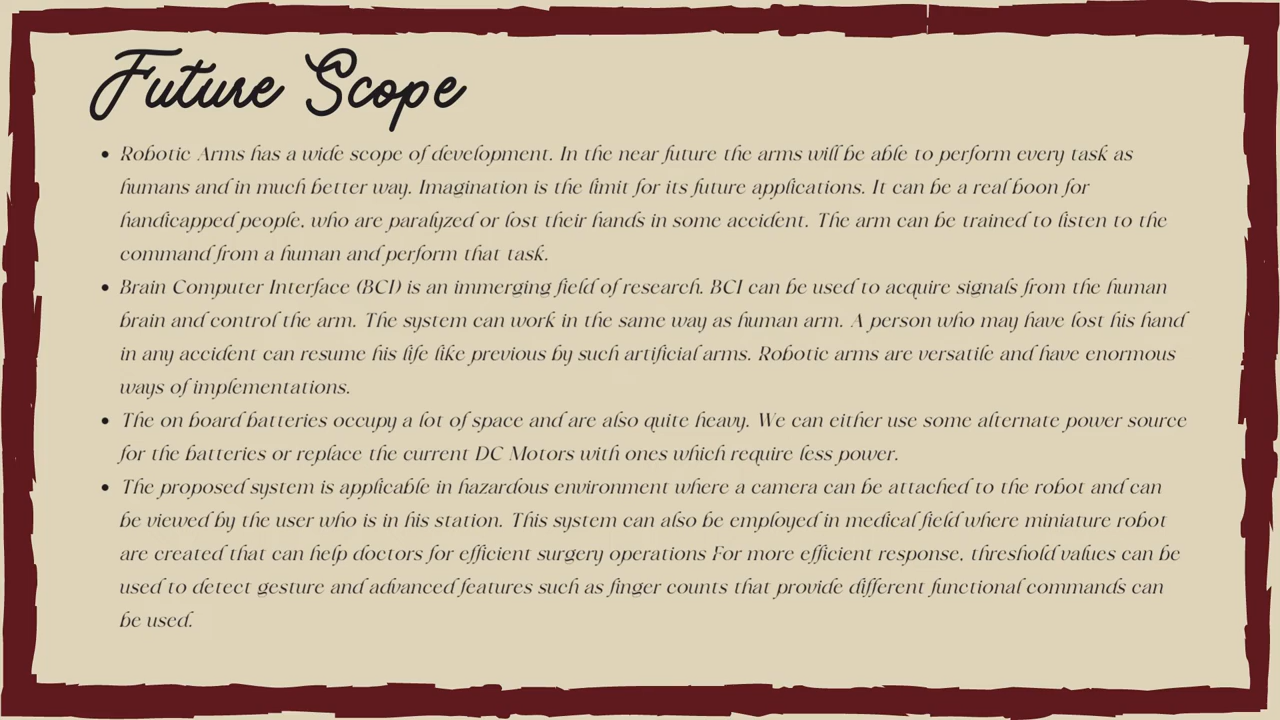 Future Scope
• Robotic Arms has a wide scope of development. In the near future the arms will be able to perform every task as
humans and in much better way. Imagination is the limit for its future applications. It can be a real boon for
handicapped people, who are paralyzed or lost their hands in some accident. The arm can be trained to listen to the
command from a human and perform that task.
• Brain Computer Interface (BCI) is an immerging field of research. BCI can be used to acquire signals from the human
brain and control the arm. The system can work in the same way as human arm. A person who may have lost his hand
in any accident can resume his life like previous by such artificial arms. Robotic arms are versatile and have enormous
ways of implementations.
• The on board batteries occupy a lot of space and are also quite heavy. We can either use some alternate power source
for the batteries or replace the current DC Motors with ones which require less power.
• The proposed system is applicable in hazardous environment where a camera can be attached to the robot and can
be viewed by the user who is in his station. This system can also be employed in medical field where miniature robot
are created that can help doctors for efficient surgery operations For more efficient response, threshold values can be
used to detect gesture and advanced features such as finger counts that provide different functional commands can
be used.